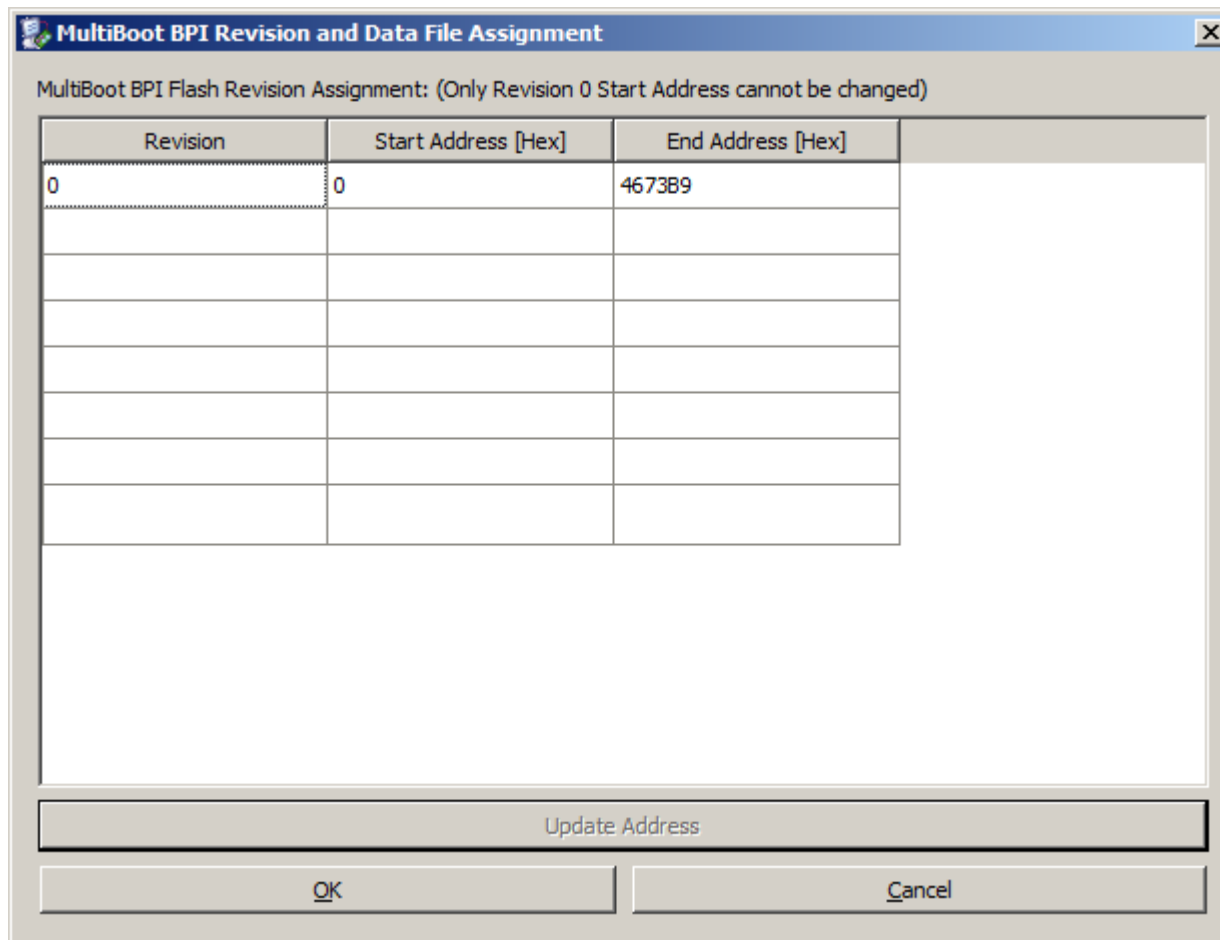 MultiBoot BPI Revision and Data File Assignment
MultiBoot BPI Flash Revision Assignment: (Only Revision 0 Start Address cannot be changed)
Revision Start Address [Hex] End Address [Hex]
0 0 4673B9
Update Address
OK Cancel